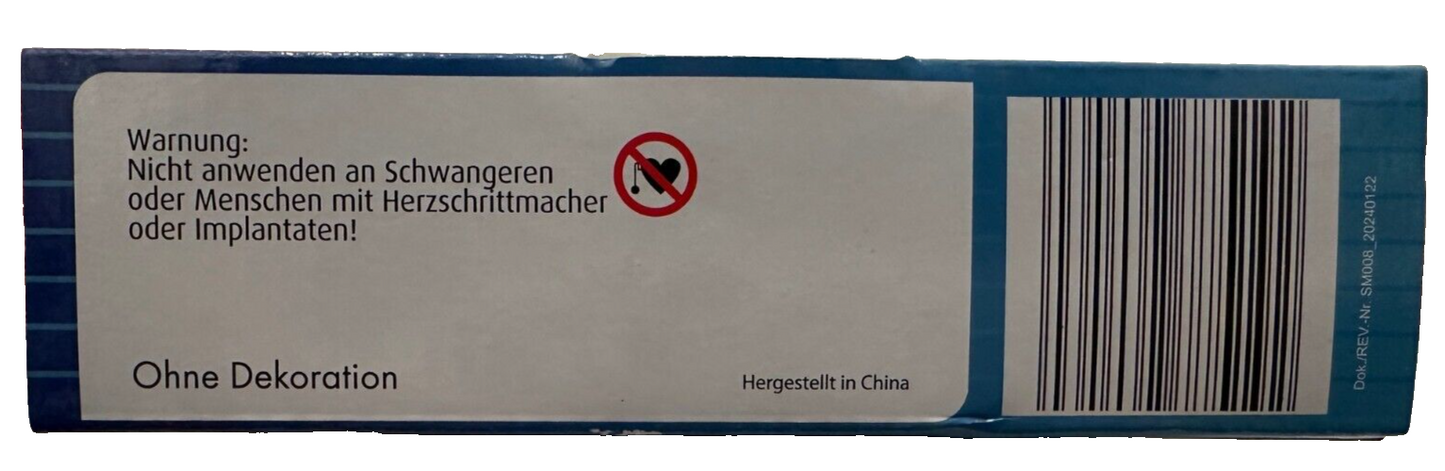 Warnung:
Nicht anwenden an Schwangeren
oder Menschen mit Herzschrittmacher
oder Implantaten!
Ohne Dekoration
Hergestellt in China
Dok./REV.-Nr. SM008_20240122